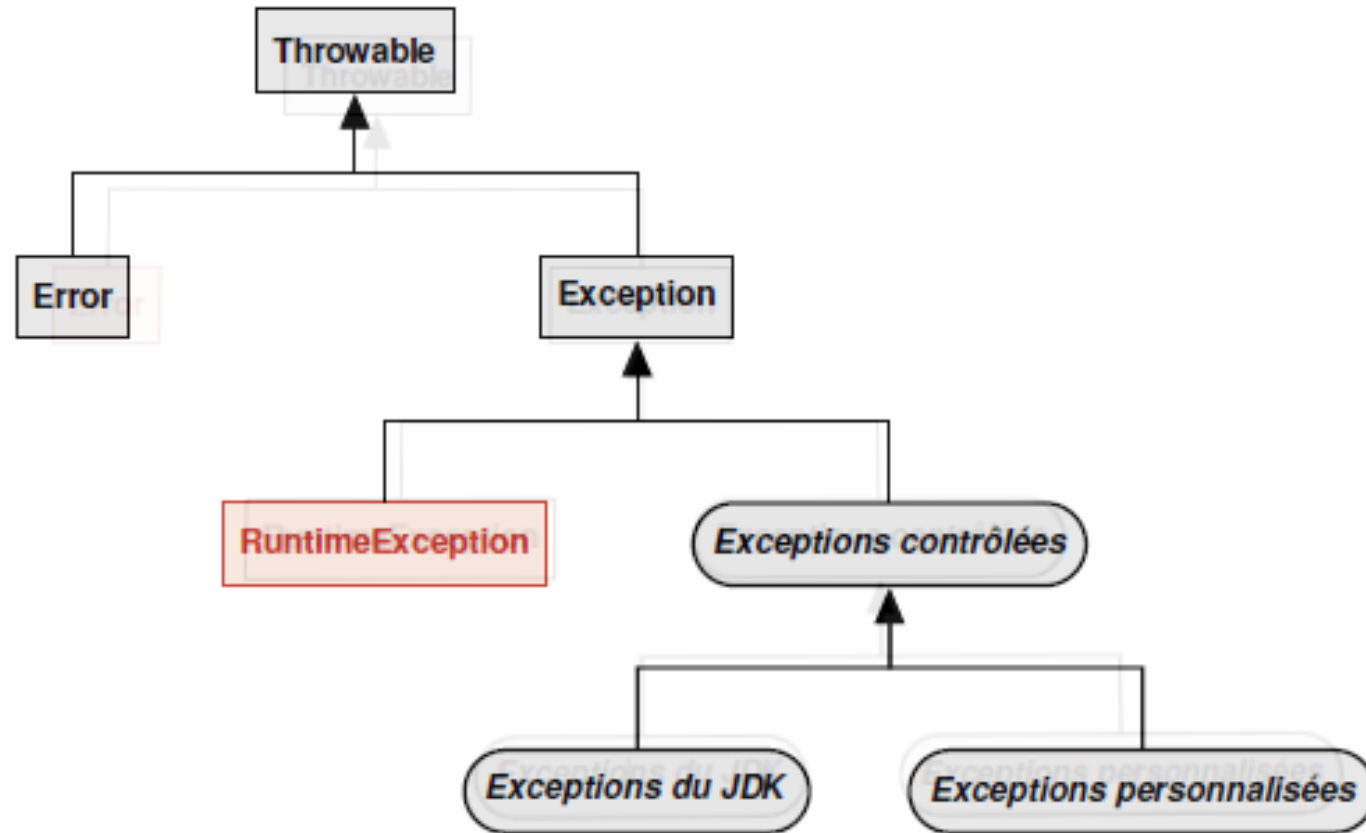 Throwable
Error
Exception
RuntimeException
Exceptions contrôlées
Exceptions du JDK
Exceptions personnalisées